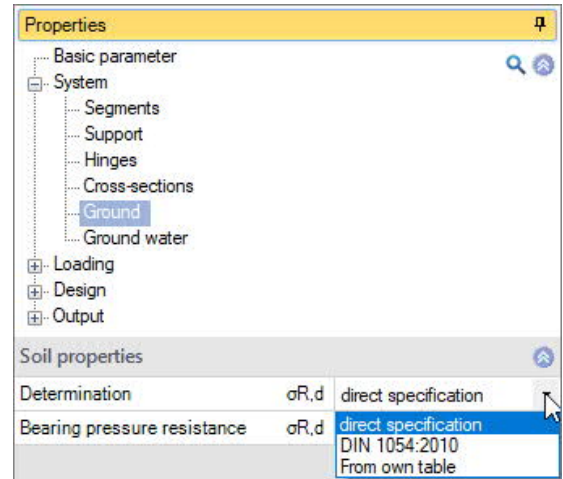 Properties
Basic parameter
System
Segments
Support
Hinges
Cross-sections
Ground
Ground water
Loading
Design
Output
Soil properties
Determination σR,d direct specification
Bearing pressure resistance σR,d direct specification
DIN 1054:2010
From own table